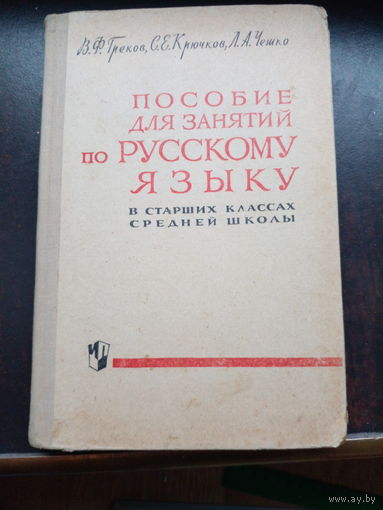 В. Ф. Греков, С. Е. Крючков, Л. А. Чешко
ПОСОБИЕ
ДЛЯ ЗАНЯТИЙ
ПО РУССКОМУ
ЯЗЫКУ
В СТАРШИХ КЛАССАХ
СРЕДНЕЙ ШКОЛЫ
www.ay.by